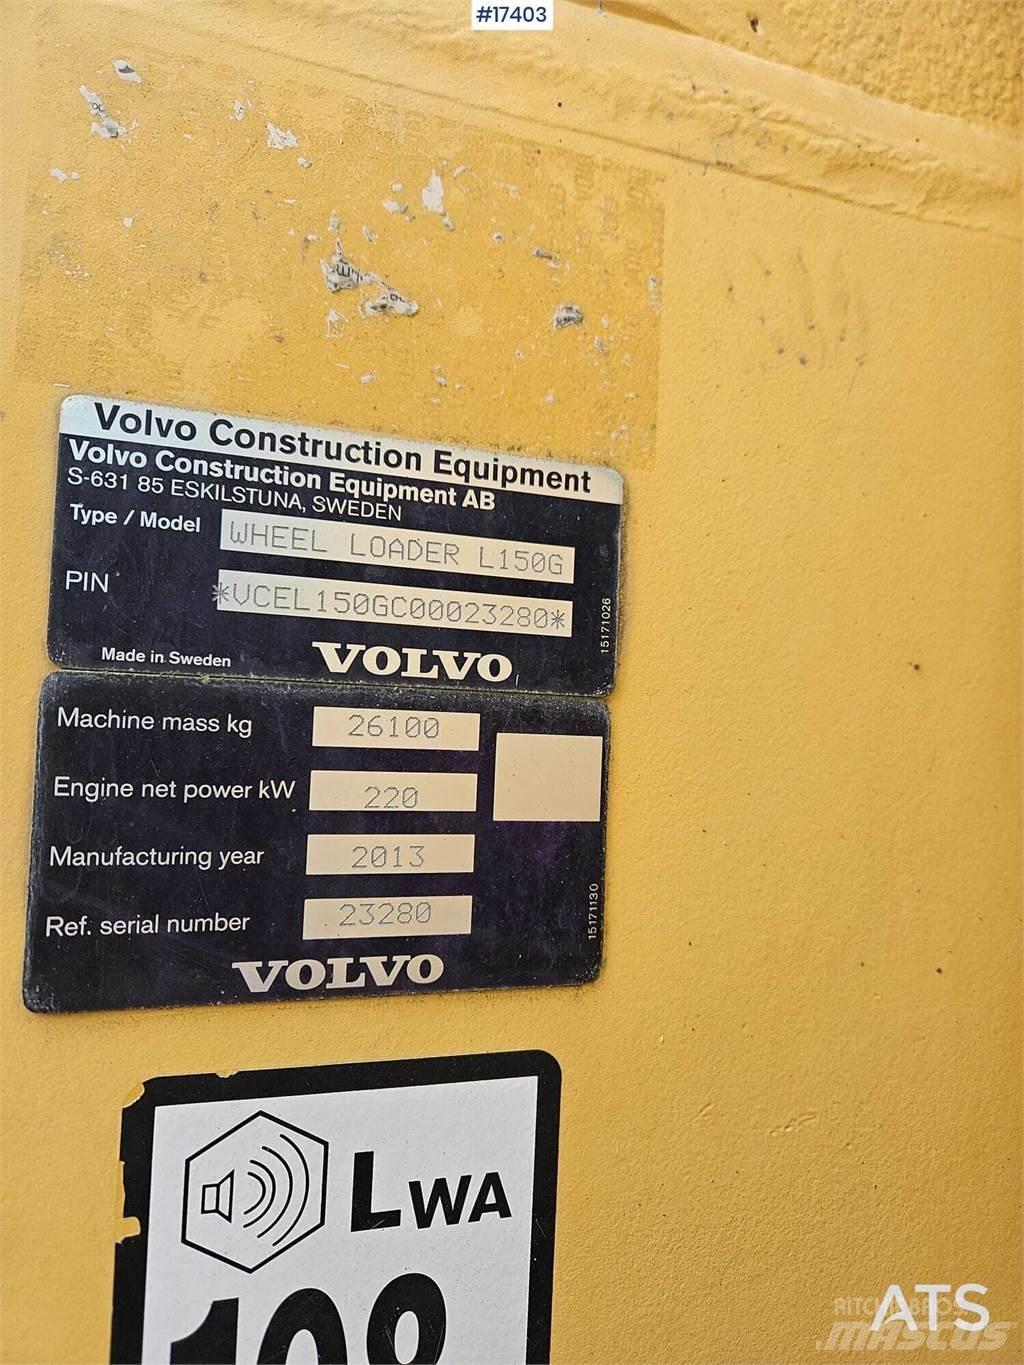 #17403
Volvo Construction Equipment
Volvo Construction Equipment AB
S-631 85 ESKILSTUNA, SWEDEN
Type / Model WHEEL LOADER L150G
PIN *VCEL150GC00023280*
15171026
Made in Sweden VOLVO
Machine mass kg 26100
Engine net power kW 220
Manufacturing year 2013
Ref. serial number 23280
15171130
VOLVO
LWA
ATS
RITCHIE BROS.
MASCUS